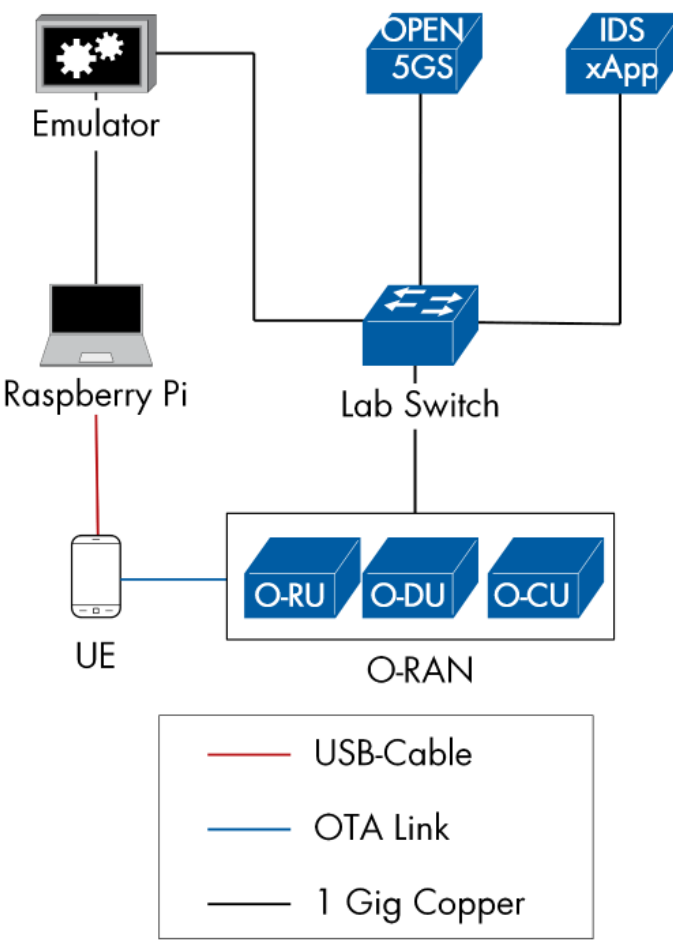 OPEN
5GS
IDS
xApp
Emulator
Raspberry Pi
Lab Switch
O-RU
O-DU
O-CU
UE
O-RAN
USB-Cable
OTA Link
1 Gig Copper